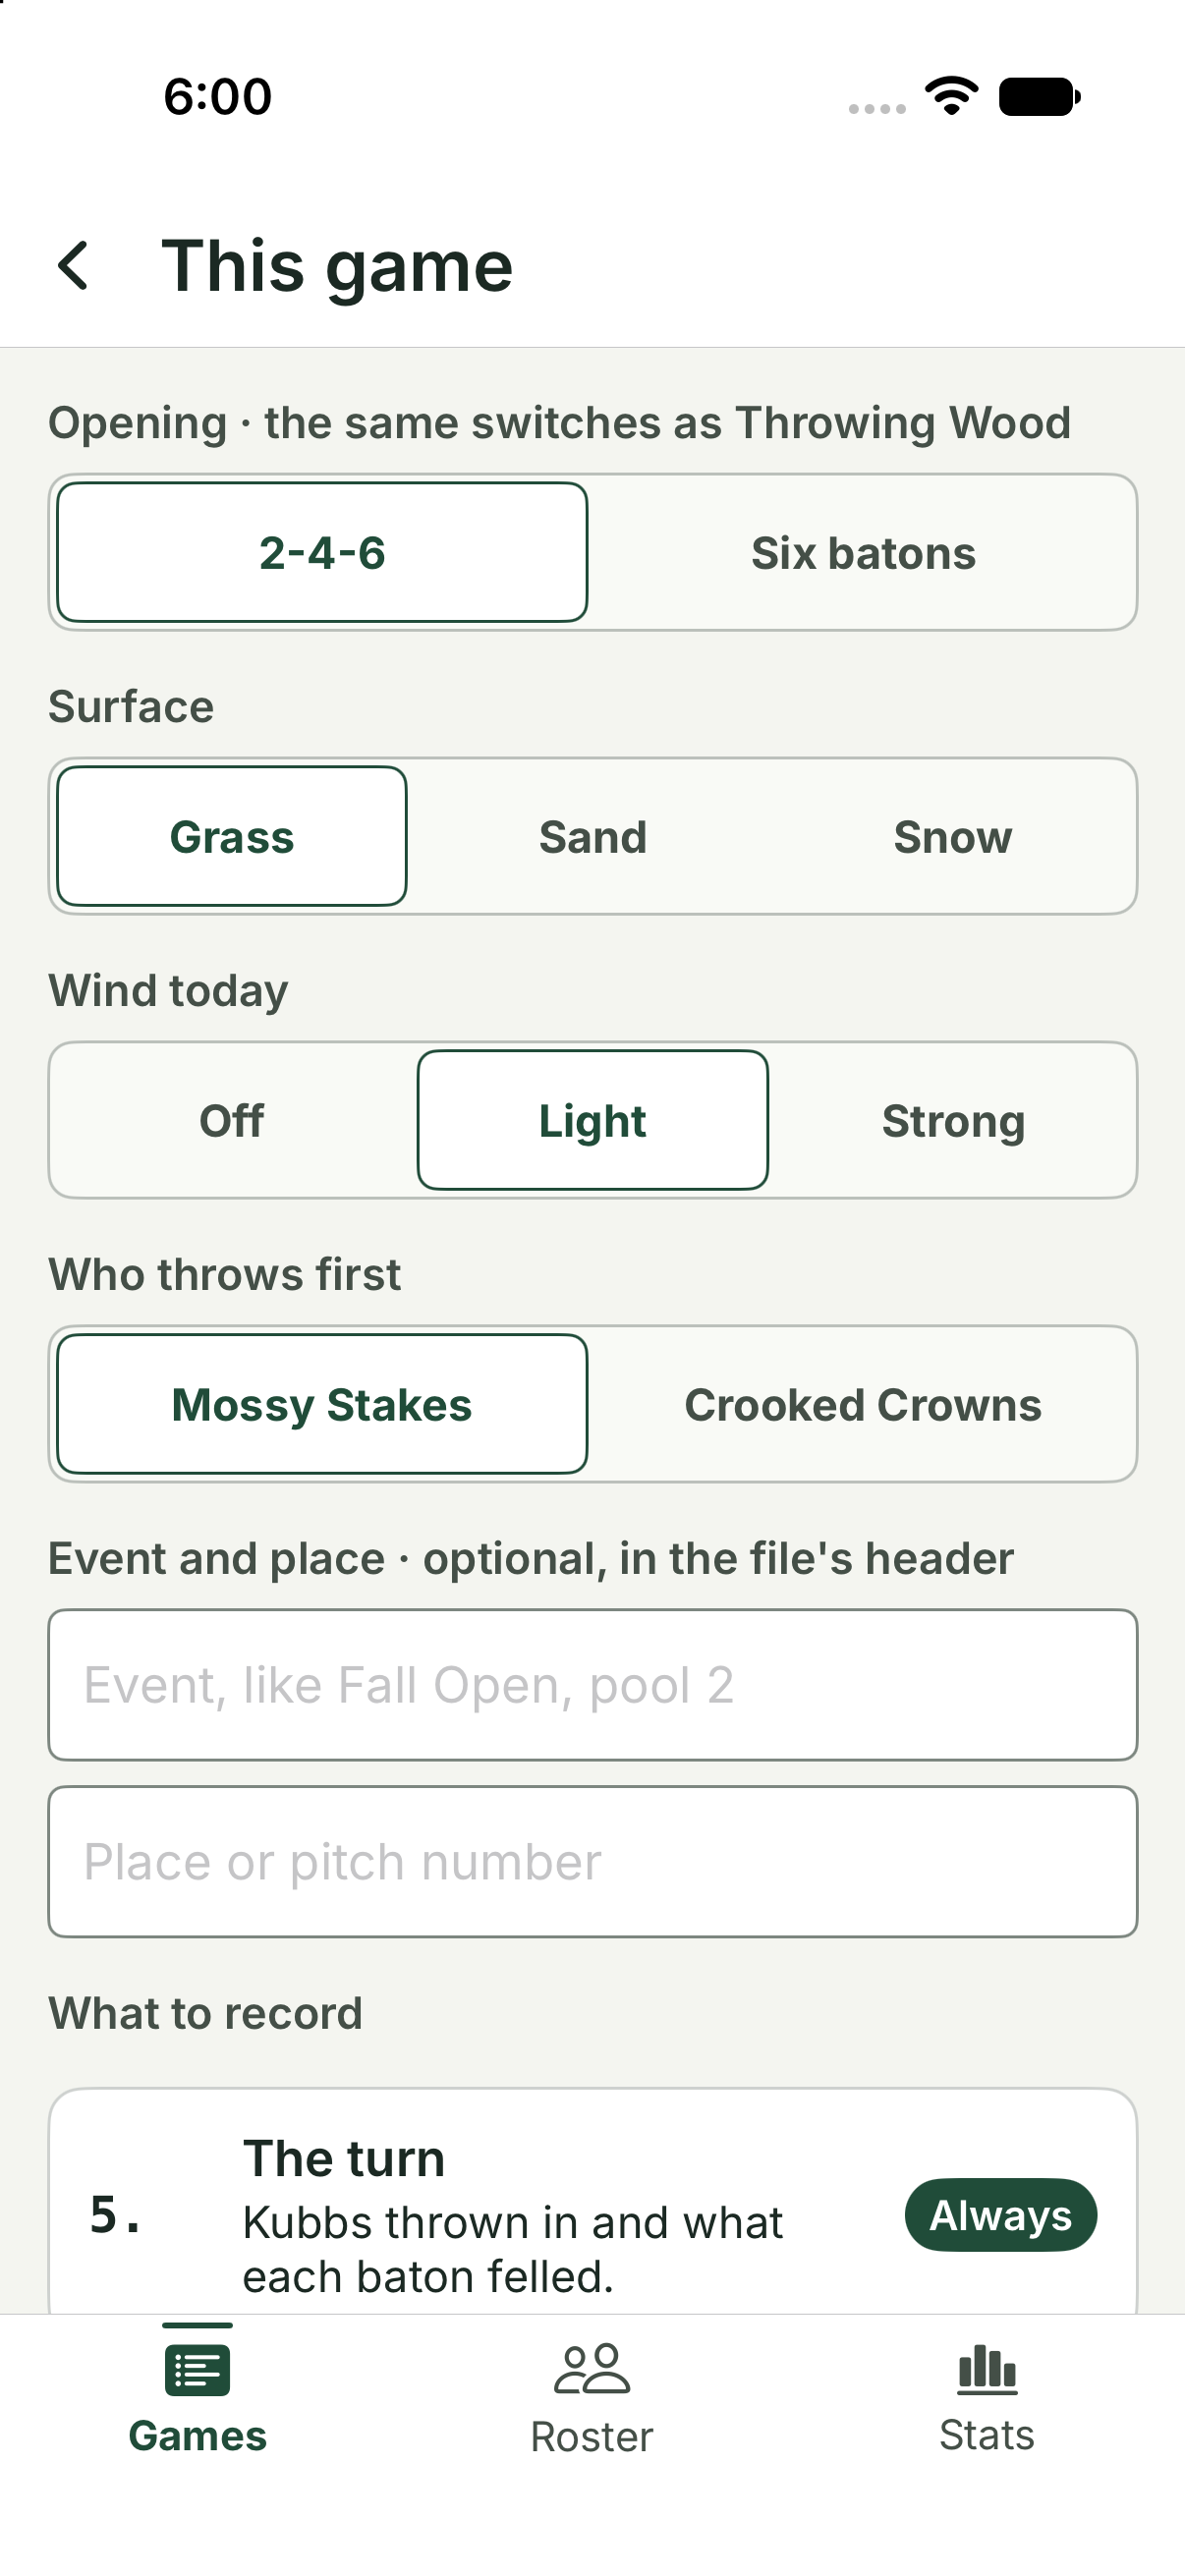 6:00
This game
Opening · the same switches as Throwing Wood
2-4-6
Six batons
Surface
Grass
Sand
Snow
Wind today
Off
Light
Strong
Who throws first
Mossy Stakes
Crooked Crowns
Event and place · optional, in the file's header
Event, like Fall Open, pool 2
Place or pitch number
What to record
5.
The turn
Kubbs thrown in and what
each baton felled.
Always
Games
Roster
Stats